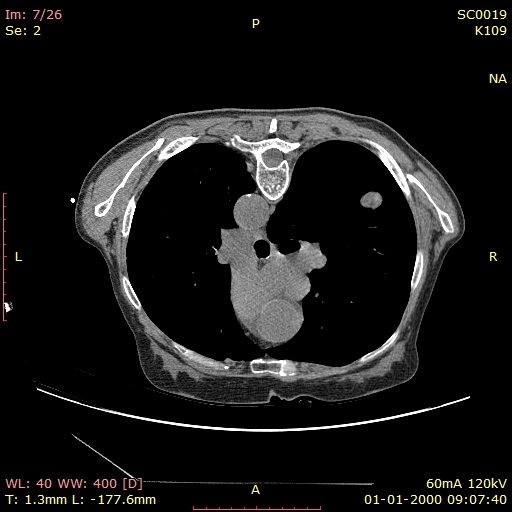 Im: 7/26
Se: 2
P
SC0019
K109
NA
L
R
WL: 40 WW: 400 [D]
T: 1.3mm L: -177.6mm
A
60mA 120kV
01-01-2000 09:07:40